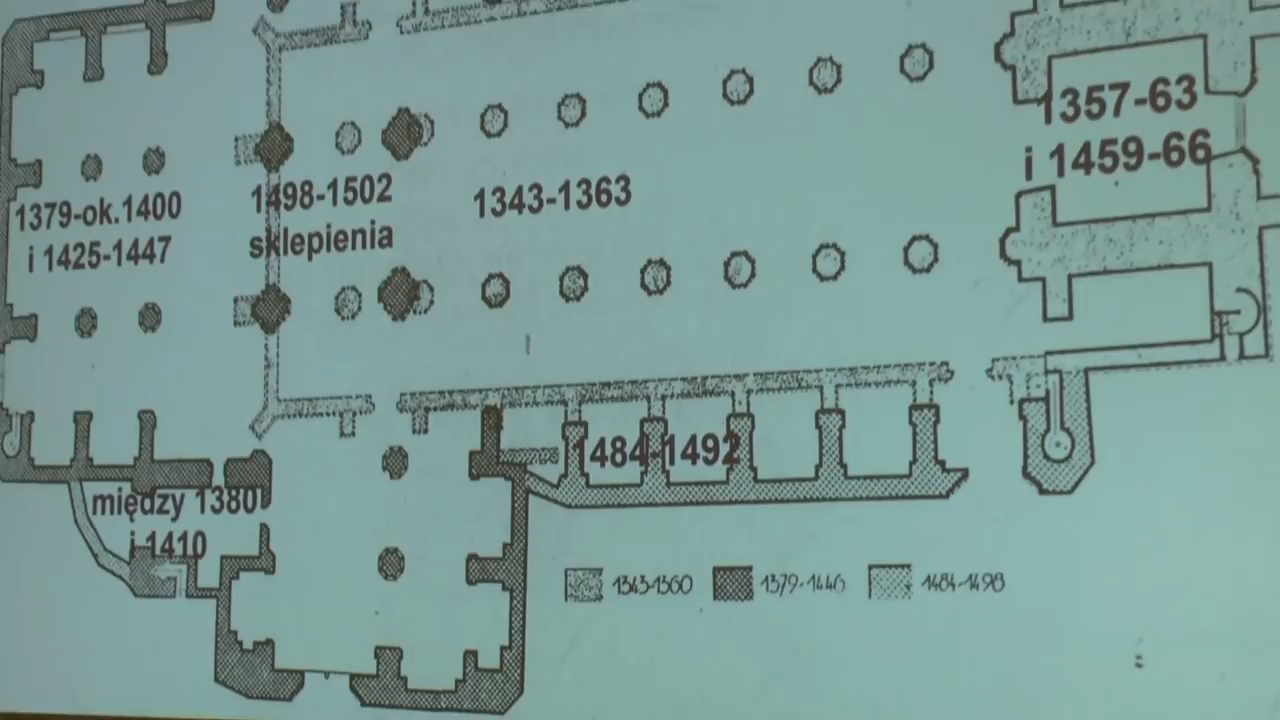 1357-63
i 1459-66
1379-ok.1400
i 1425-1447
1498-1502
sklepienia
1343-1363
1484-1492
między 1380
i 1410
1343-1360
1379-1446
1484-1498